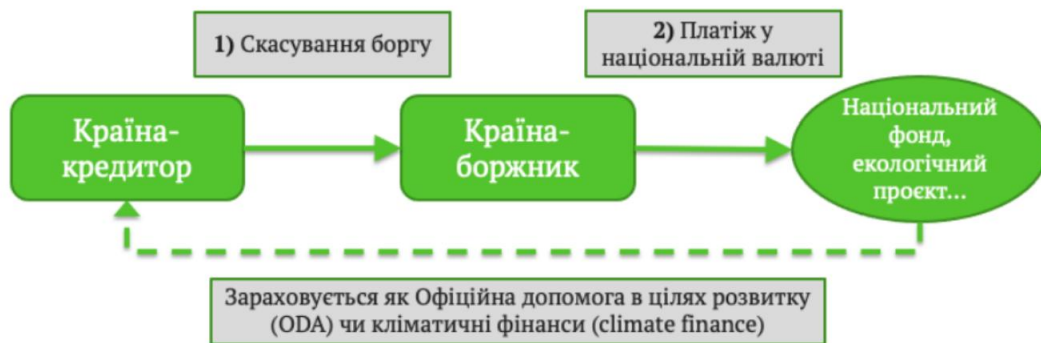 1) Скасування боргу
2) Платіж у
національній валюті
Країна-
кредитор
Країна-
боржник
Національний
фонд,
екологічний
проєкт...
Зараховується як Офіційна допомога в цілях розвитку
(ODA) чи кліматичні фінанси (climate finance)